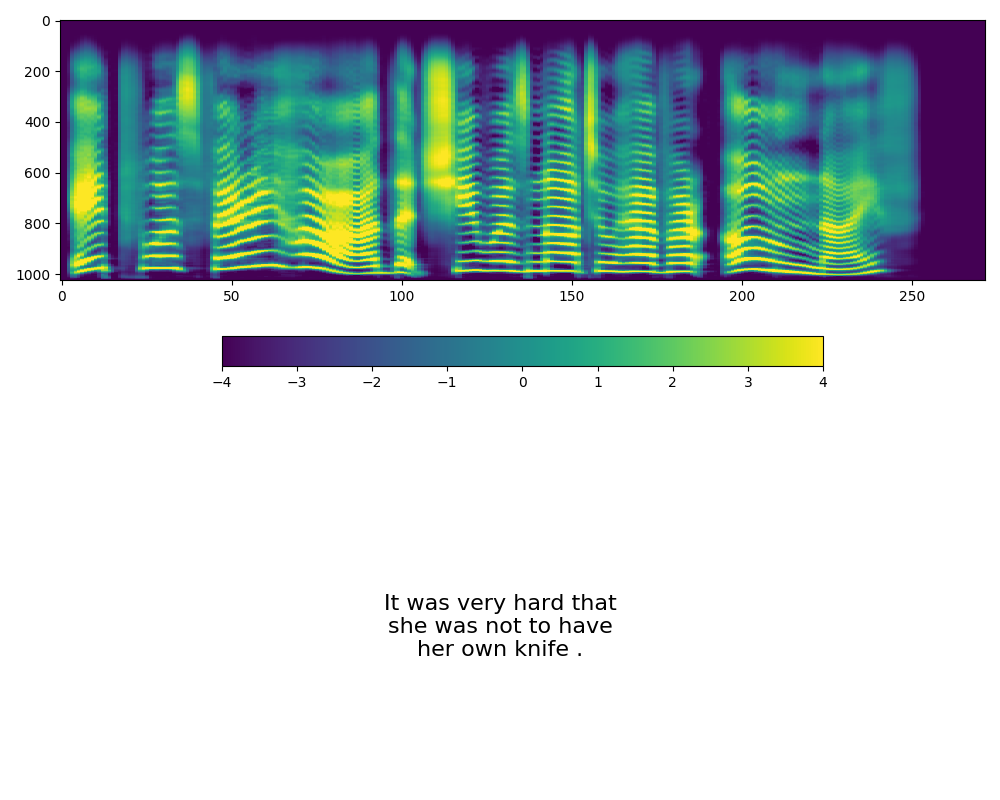 0
200
400
600
800
1000
0 50 100 150 200 250
−4 −3 −2 −1 0 1 2 3 4
It was very hard that
she was not to have
her own knife .